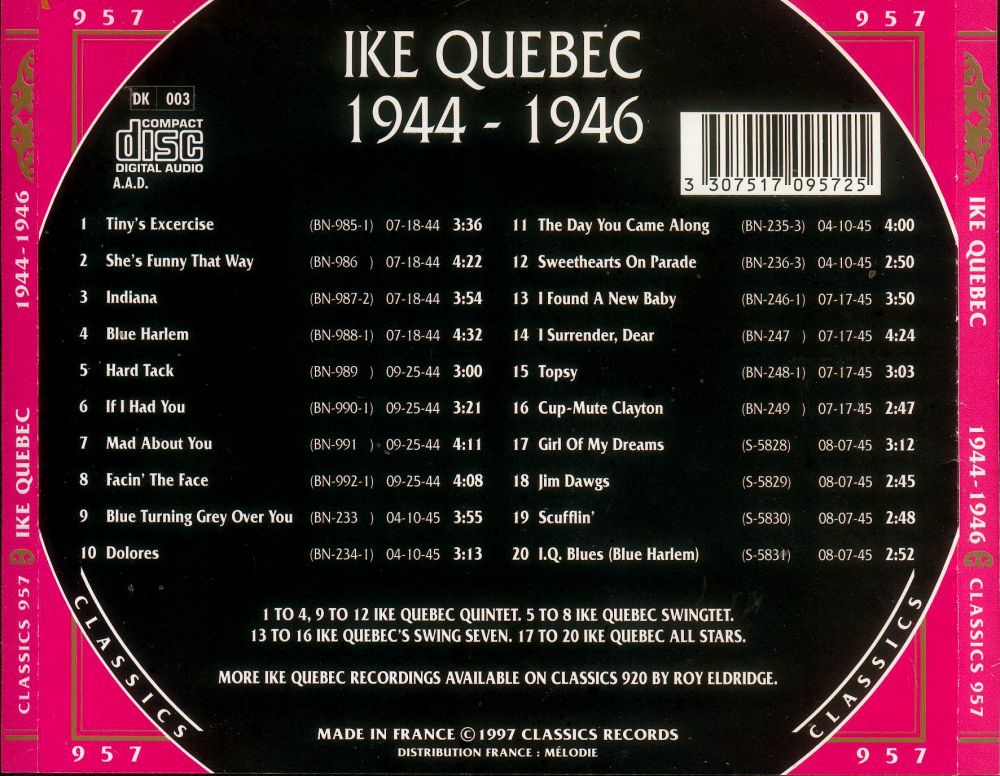 957
957
IKE QUEBEC
1944 - 1946
DK 003
COMPACT
disc
DIGITAL AUDIO
A.A.D.
3 307517 095725
1 Tiny's Excercise (BN-985-1) 07-18-44 3:36
2 She's Funny That Way (BN-986 ) 07-18-44 4:22
3 Indiana (BN-987-2) 07-18-44 3:54
4 Blue Harlem (BN-988-1) 07-18-44 4:32
5 Hard Tack (BN-989 ) 09-25-44 3:00
6 If I Had You (BN-990-1) 09-25-44 3:21
7 Mad About You (BN-991 ) 09-25-44 4:11
8 Facin' The Face (BN-992-1) 09-25-44 4:08
9 Blue Turning Grey Over You (BN-233 ) 04-10-45 3:55
10 Dolores (BN-234-1) 04-10-45 3:13
11 The Day You Came Along (BN-235-3) 04-10-45 4:00
12 Sweethearts On Parade (BN-236-3) 04-10-45 2:50
13 I Found A New Baby (BN-246-1) 07-17-45 3:50
14 I Surrender, Dear (BN-247 ) 07-17-45 4:24
15 Topsy (BN-248-1) 07-17-45 3:03
16 Cup-Mute Clayton (BN-249 ) 07-17-45 2:47
17 Girl Of My Dreams (S-5828) 08-07-45 3:12
18 Jim Dawgs (S-5829) 08-07-45 2:45
19 Scufflin' (S-5830) 08-07-45 2:48
20 I.Q. Blues (Blue Harlem) (S-5831) 08-07-45 2:52
1 TO 4, 9 TO 12 IKE QUEBEC QUINTET. 5 TO 8 IKE QUEBEC SWINGTET.
13 TO 16 IKE QUEBEC'S SWING SEVEN. 17 TO 20 IKE QUEBEC ALL STARS.
MORE IKE QUEBEC RECORDINGS AVAILABLE ON CLASSICS 920 BY ROY ELDRIDGE.
MADE IN FRANCE © 1997 CLASSICS RECORDS
DISTRIBUTION FRANCE : MÉLODIE
CLASSICS
CLASSICS
957
957
CLASSICS 957 IKE QUEBEC 1944-1946
IKE QUEBEC 1944-1946 CLASSICS 957